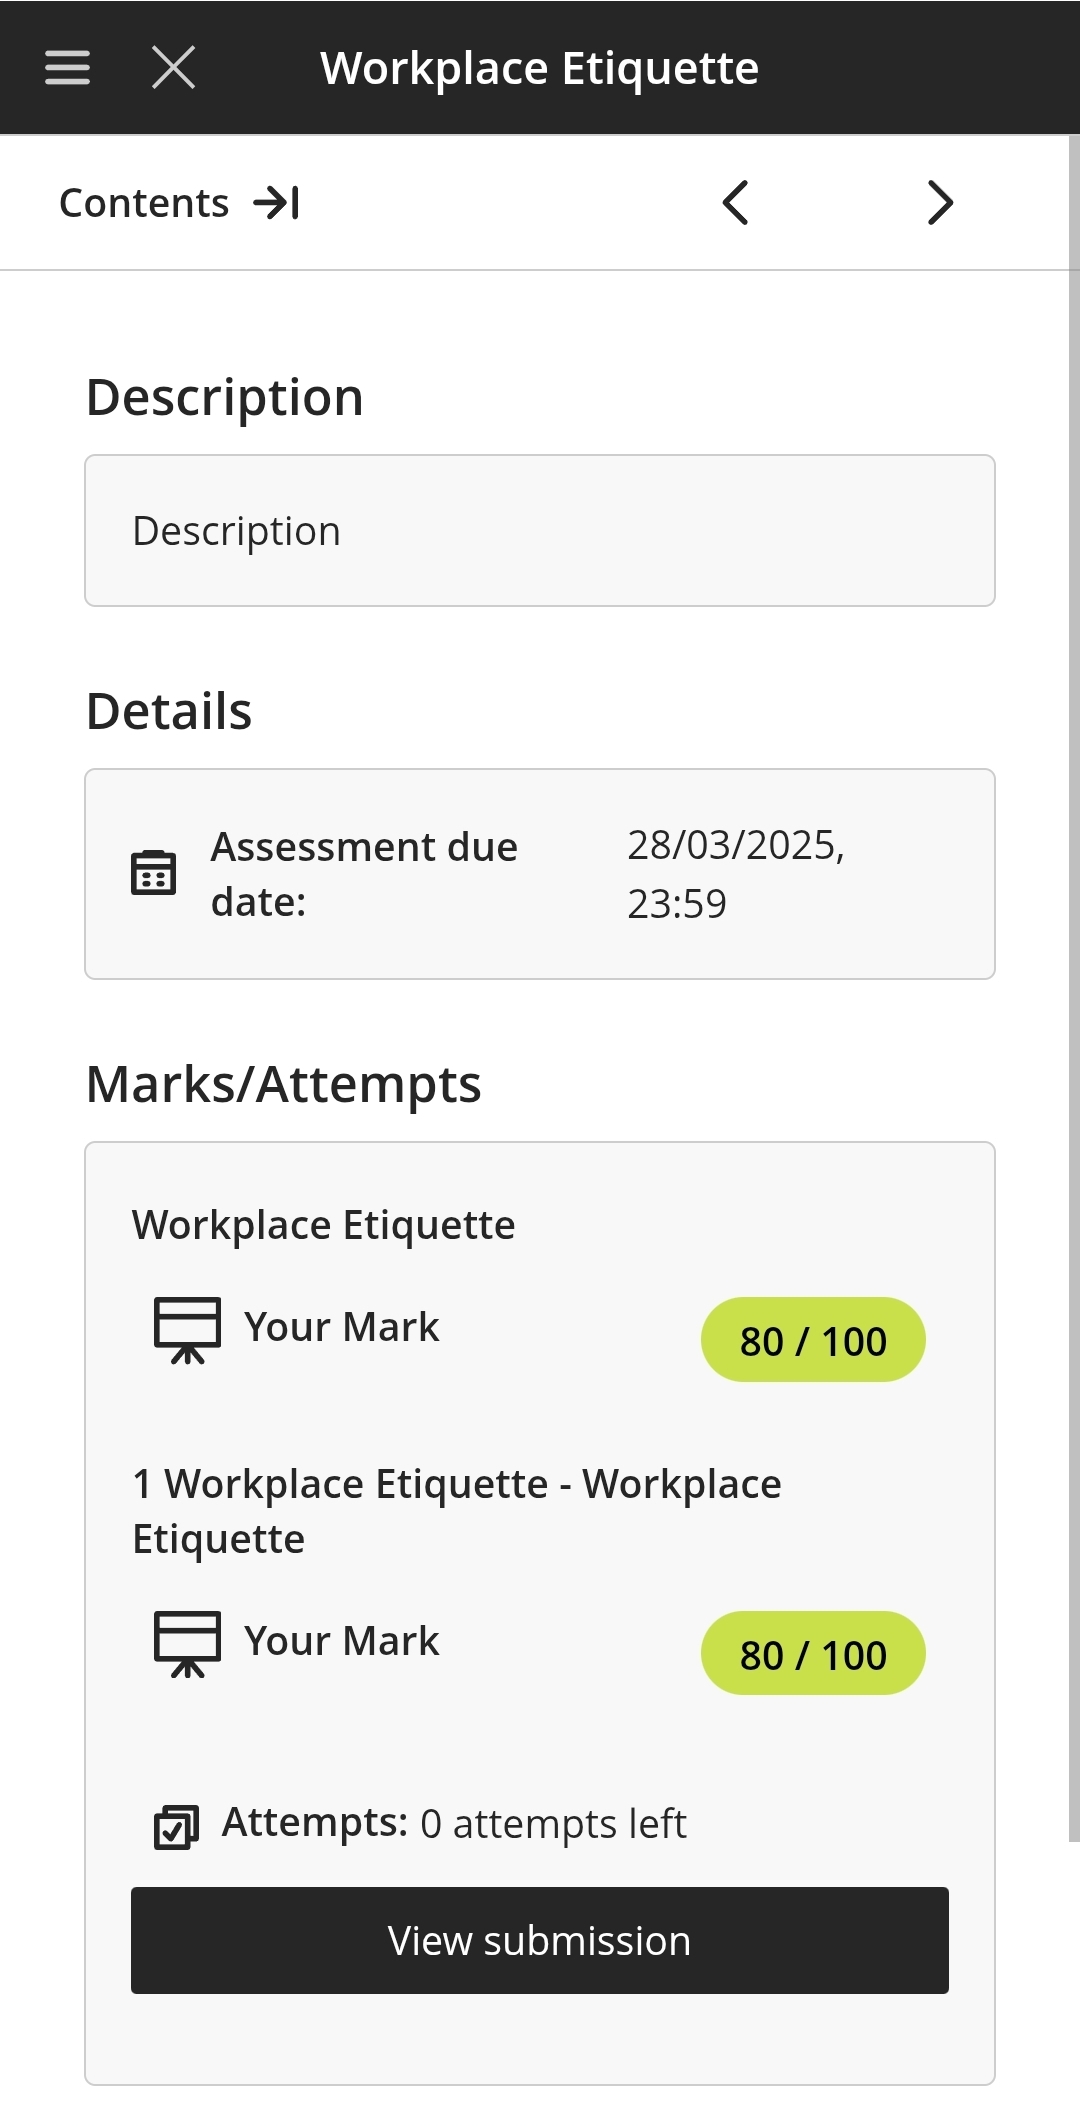 Workplace Etiquette
Contents
Description
Description
Details
Assessment due
date:
28/03/2025,
23:59
Marks/Attempts
Workplace Etiquette
Your Mark
80 / 100
1 Workplace Etiquette - Workplace
Etiquette
Your Mark
80 / 100
Attempts: 0 attempts left
View submission